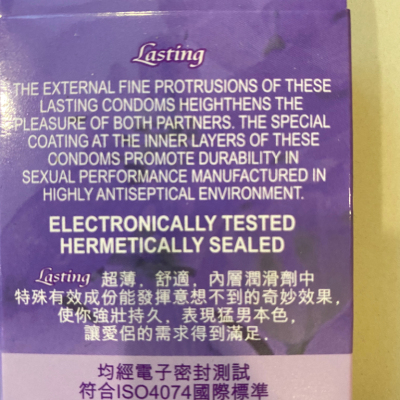 Lasting
THE EXTERNAL FINE PROTRUSIONS OF THESE
LASTING CONDOMS HEIGHTHENS THE
PLEASURE OF BOTH PARTNERS. THE SPECIAL
COATING AT THE INNER LAYERS OF THESE
CONDOMS PROMOTE DURABILITY IN
SEXUAL PERFORMANCE MANUFACTURED IN
HIGHLY ANTISEPTICAL ENVIRONMENT.
ELECTRONICALLY TESTED
HERMETICALLY SEALED
Lasting 超薄，舒適，內層潤滑劑中
特殊有效成份能發揮意想不到的奇妙效果，
使你強壯持久，表現猛男本色，
讓愛侶的需求得到滿足．
均經電子密封測試
符合ISO4074國際標準